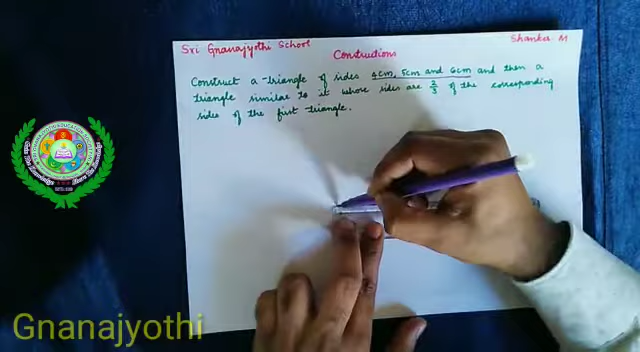 Sri Gnanajyothi School
Shankar M
Constructions
Construct a triangle of sides 4cm, 5cm and 6cm and then a
triangle similar to it whose sides are 2/3 of the corresponding
sides of the first triangle.
Gnanajyothi